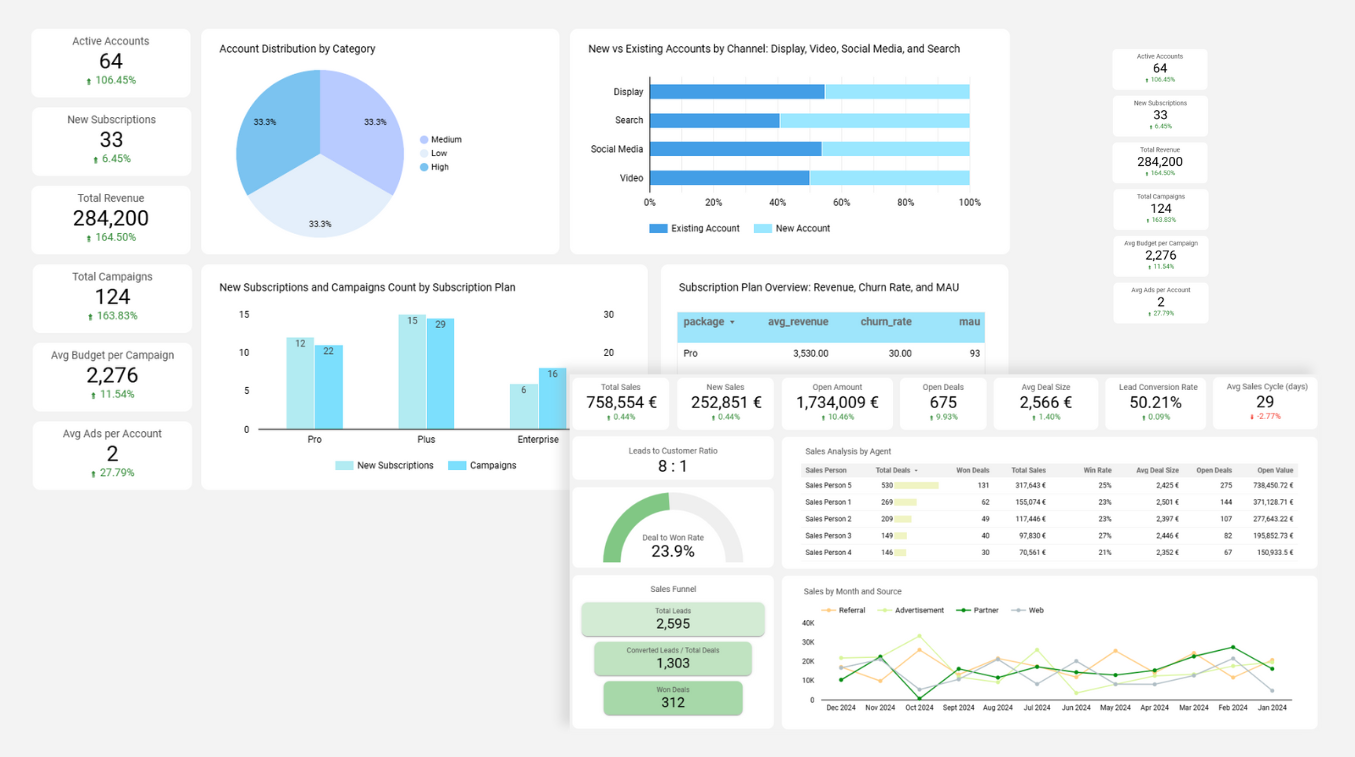 Active Accounts
64
106.45%
New Subscriptions
33
6.45%
Total Revenue
284,200
164.50%
Total Campaigns
124
163.83%
Avg Budget per Campaign
2,276
11.54%
Avg Ads per Account
2
27.79%
Account Distribution by Category
33.3%
33.3%
33.3%
Medium
Low
High
New vs Existing Accounts by Channel: Display, Video, Social Media, and Search
Display
Search
Social Media
Video
0% 20% 40% 60% 80% 100%
Existing Account New Account
New Subscriptions and Campaigns Count by Subscription Plan
15 30
10 20
5
0
12 22 15 29 6 16
Pro Plus Enterprise
New Subscriptions Campaigns
Subscription Plan Overview: Revenue, Churn Rate, and MAU
package avg_revenue churn_rate mau
Pro 3,530.00 30.00 93
Active Accounts
64
106.45%
New Subscriptions
33
6.45%
Total Revenue
284,200
164.50%
Total Campaigns
124
163.83%
Avg Budget per Campaign
2,276
11.54%
Avg Ads per Account
2
27.79%
Total Sales
758,554 €
0.44%
New Sales
252,851 €
0.44%
Open Amount
1,734,009 €
10.46%
Open Deals
675
9.93%
Avg Deal Size
2,566 €
1.40%
Lead Conversion Rate
50.21%
0.09%
Avg Sales Cycle (days)
29
-2.77%
Leads to Customer Ratio
8 : 1
Deal to Won Rate
23.9%
Sales Funnel
Total Leads
2,595
Converted Leads / Total Deals
1,303
Won Deals
312
Sales Analysis by Agent
Sales Person Total Deals Won Deals Total Sales Win Rate Avg Deal Size Open Deals Open Value
Sales Person 5 530 131 317,643 € 25% 2,425 € 275 738,450.72 €
Sales Person 1 269 62 155,074 € 23% 2,501 € 144 371,128.71 €
Sales Person 2 209 49 117,446 € 23% 2,397 € 107 277,643.22 €
Sales Person 3 149 40 97,830 € 27% 2,446 € 82 195,852.73 €
Sales Person 4 146 30 70,561 € 21% 2,352 € 67 150,933.5 €
Sales by Month and Source
Referral Advertisement Partner Web
40K
30K
20K
10K
0
Dec 2024 Nov 2024 Oct 2024 Sept 2024 Aug 2024 Jul 2024 Jun 2024 May 2024 Apr 2024 Mar 2024 Feb 2024 Jan 2024